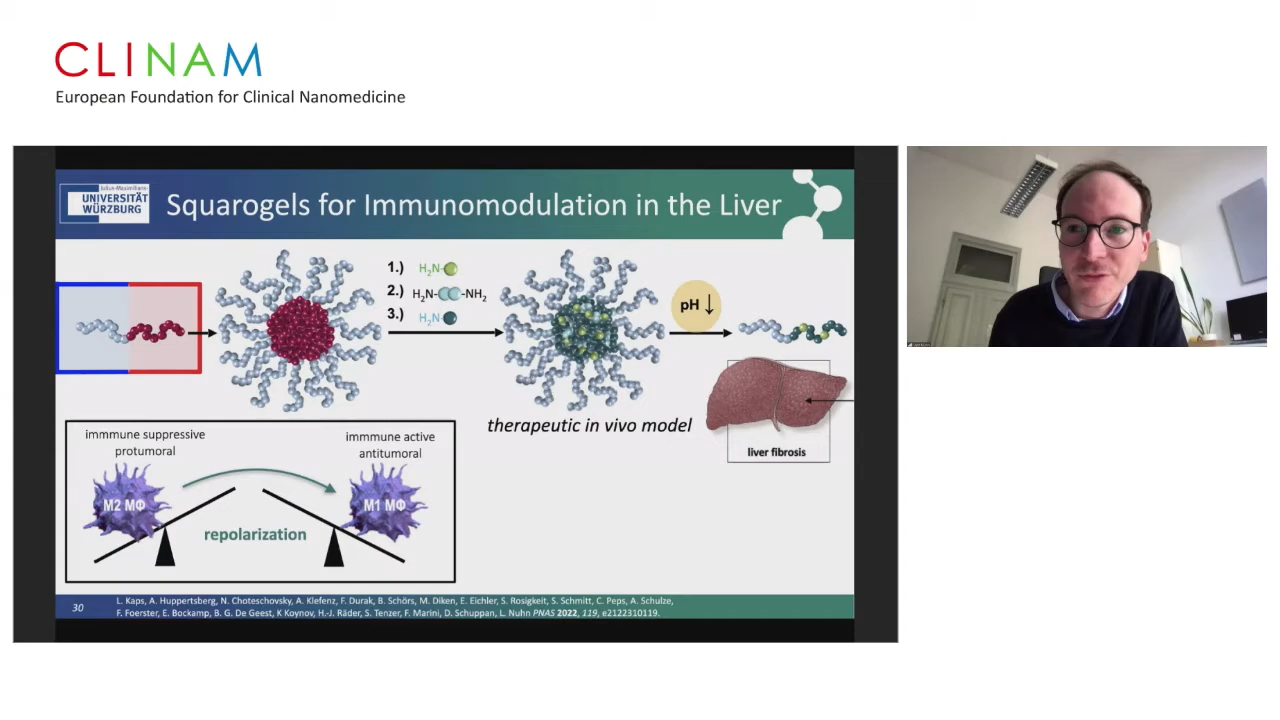 CLINAM
European Foundation for Clinical Nanomedicine
Julius-Maximilians-
UNIVERSITÄT
WÜRZBURG
Squarogels for Immunomodulation in the Liver
1.) H₂N-
2.) H₂N- -NH₂
3.) H₂N-
pH ↓
therapeutic in vivo model
liver fibrosis
immmune suppressive
protumoral
immmune active
antitumoral
M2 MΦ
M1 MΦ
repolarization
30
L. Kaps, A. Huppertsberg, N. Choteschovsky, A. Klefenz, F. Durak, B. Schörs, M. Diken, E. Eichler, S. Rosigkeit, S. Schmitt, C. Peps, A. Schulze,
F. Foerster, E. Bockamp, B. G. De Geest, K Koynov, H.-J. Räder, S. Tenzer, F. Marini, D. Schuppan, L. Nuhn PNAS 2022, 119, e2122310119.